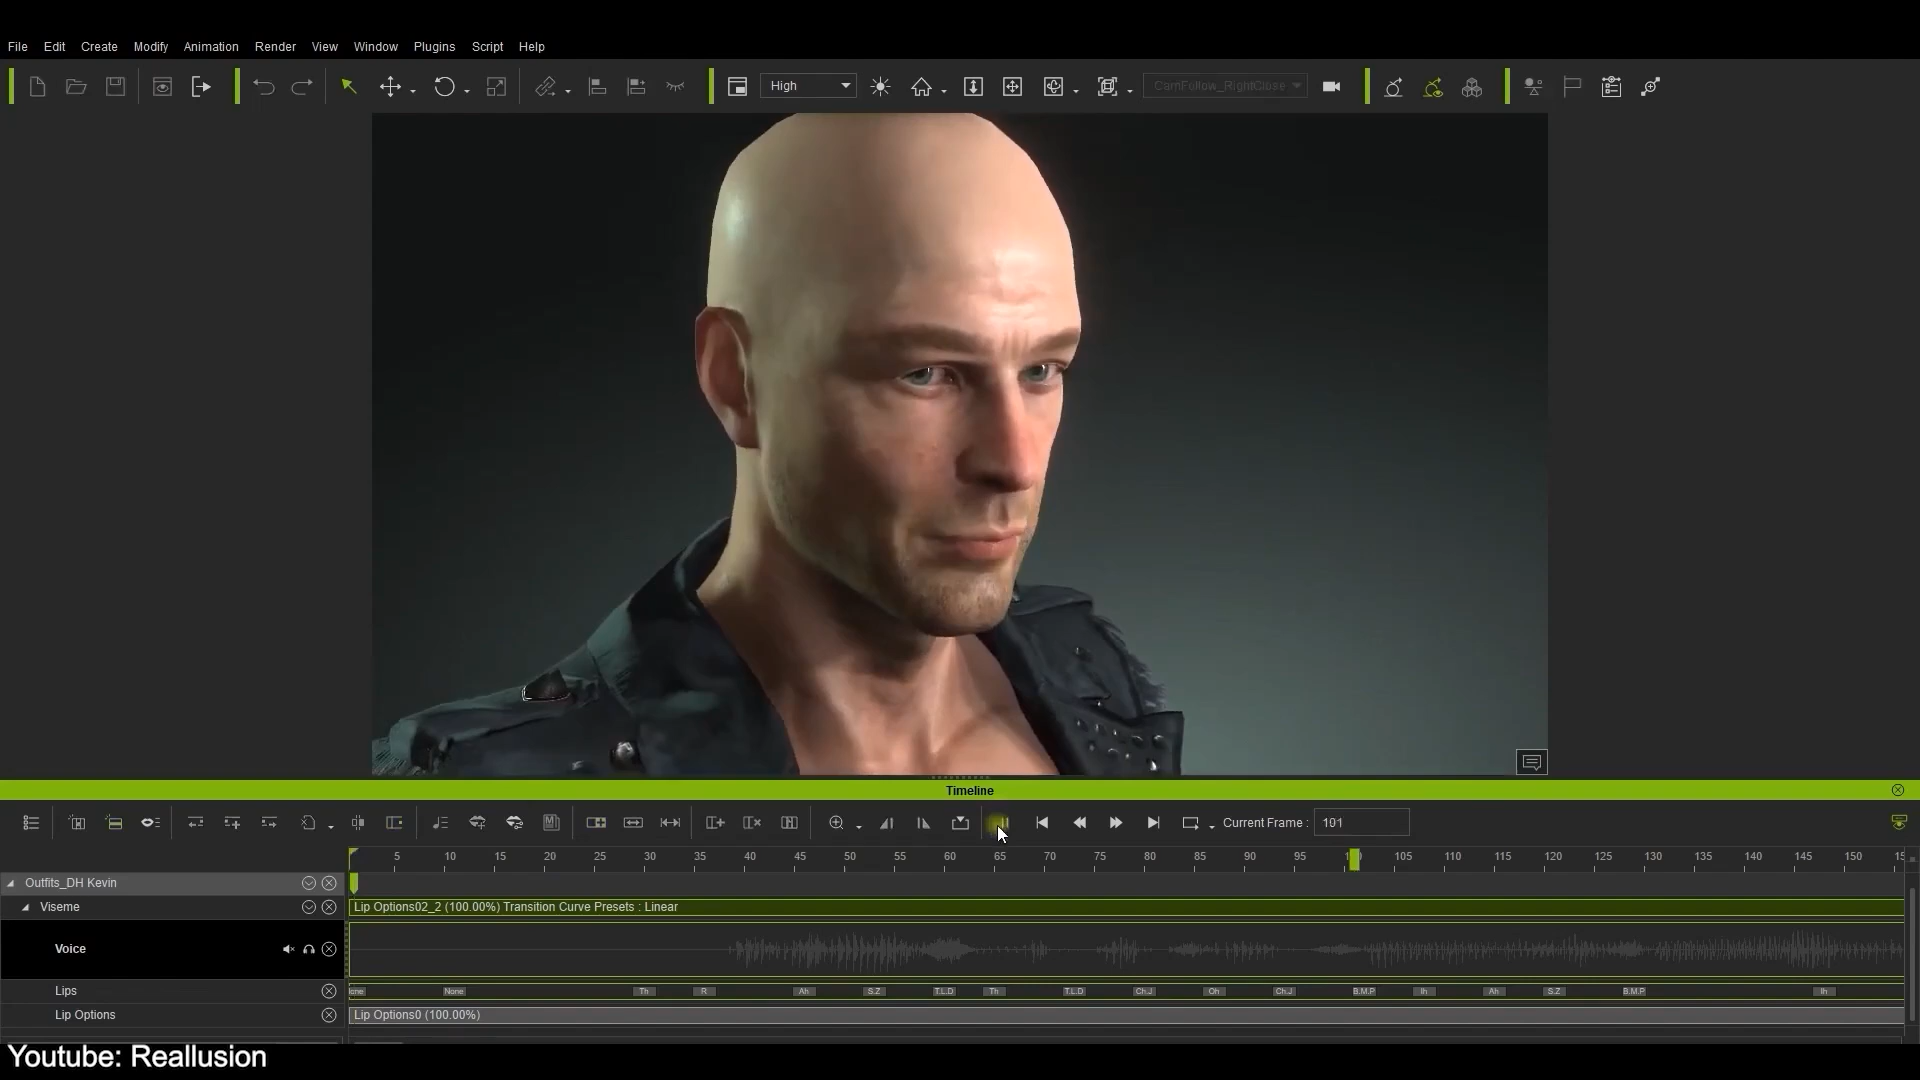 File Edit Create Modify Animation Render View Window Plugins Script Help
High CamFollow_RightClose
Timeline
Current Frame : 101
5 10 15 20 25 30 35 40 45 50 55 60 65 70 75 80 85 90 95 105 110 115 120 125 130 135 140 145 150
Outfits_DH Kevin
Viseme Lip Options02_2 (100.00%) Transition Curve Presets : Linear
Voice
Lips None Th R Ah S.Z T.L.D Th T.L.D Ch.J Oh Ch.J B.M.P Ih Ah S.Z B.M.P Ih
Lip Options Lip Options0 (100.00%)
Youtube: Reallusion